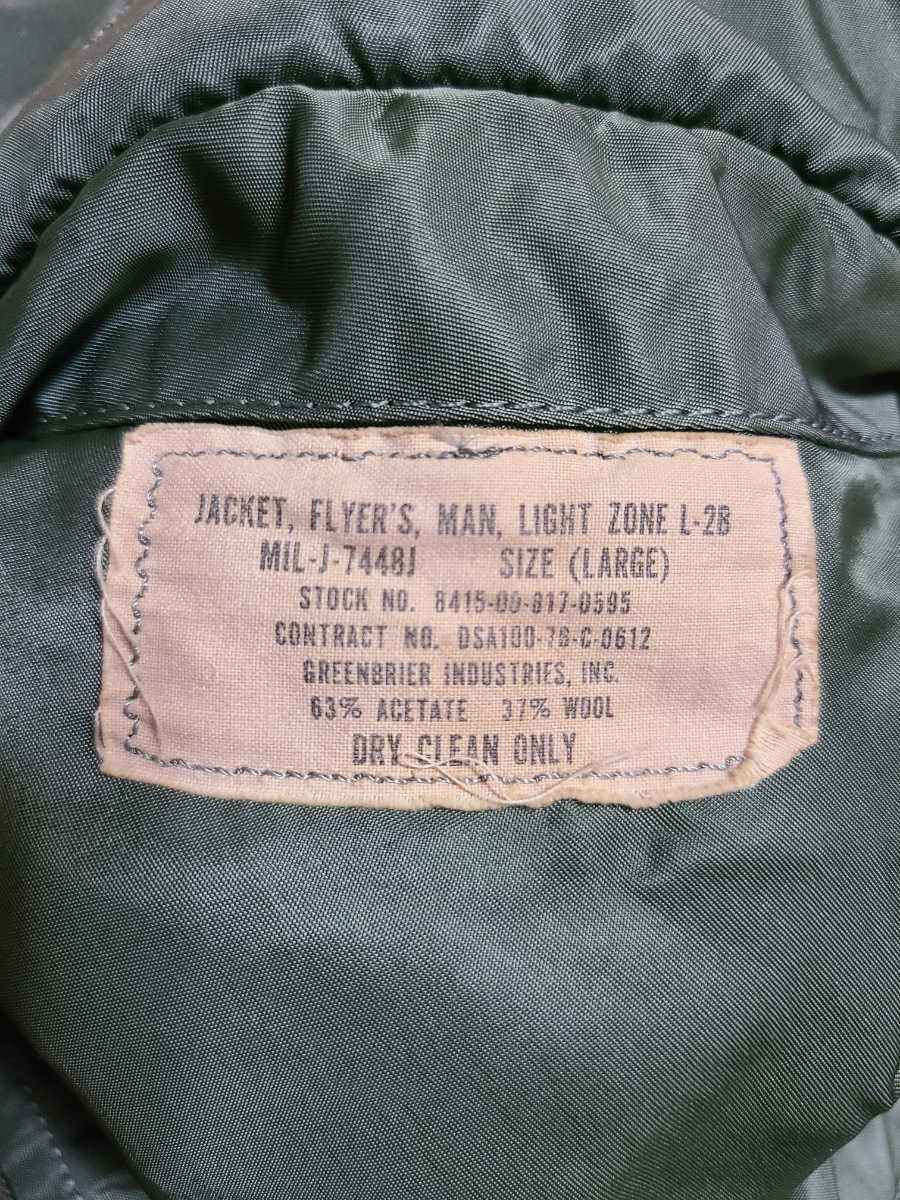 JACKET, FLYER'S, MAN, LIGHT ZONE L-2B
MIL-J-7448J SIZE (LARGE)
STOCK NO. 8415-00-817-0595
CONTRACT NO. DSA100-78-C-0612
GREENBRIER INDUSTRIES, INC.
63% ACETATE 37% WOOL
DRY CLEAN ONLY